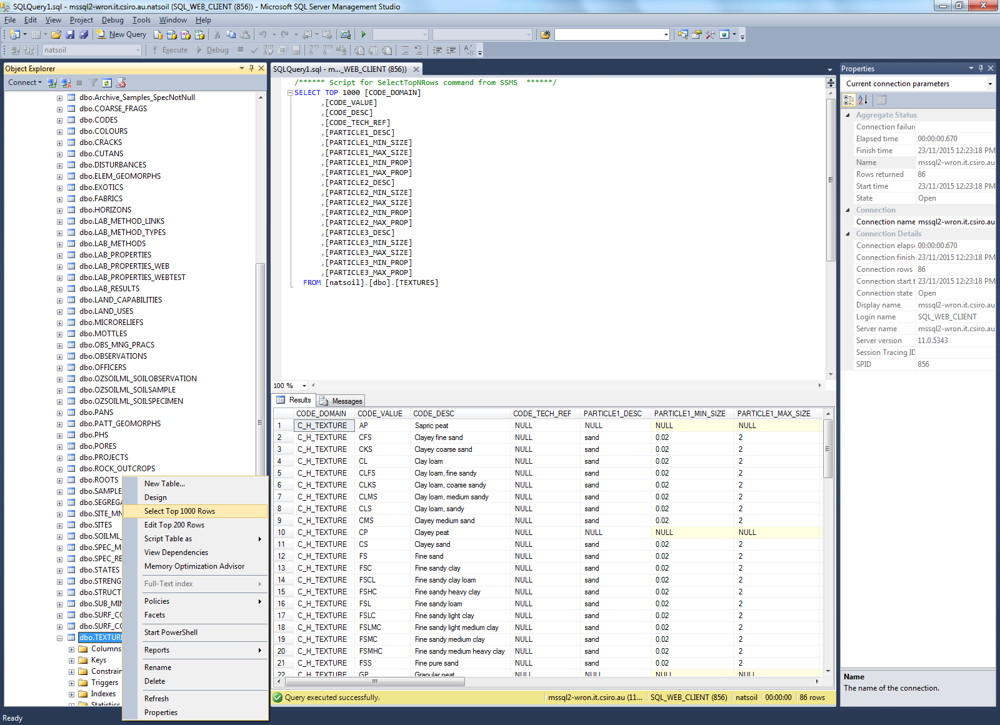 SQLQuery1.sql - mssql2-wron.it.csiro.au.natsoil (SQL_WEB_CLIENT (856)) - Microsoft SQL Server Management Studio
File Edit View Project Debug Tools Window Help
New Query
natsoil Execute Debug
Object Explorer
Connect
dbo.Archive_Samples_SpecNotNull
dbo.COARSE_FRAGS
dbo.CODES
dbo.COLOURS
dbo.CRACKS
dbo.CUTANS
dbo.DISTURBANCES
dbo.ELEM_GEOMORPHS
dbo.EXOTICS
dbo.FABRICS
dbo.HORIZONS
dbo.LAB_METHOD_LINKS
dbo.LAB_METHOD_TYPES
dbo.LAB_METHODS
dbo.LAB_PROPERTIES
dbo.LAB_PROPERTIES_WEB
dbo.LAB_PROPERTIES_WEBTEST
dbo.LAB_RESULTS
dbo.LAND_CAPABILITIES
dbo.LAND_USES
dbo.MICRORELIEFS
dbo.MOTTLES
dbo.OBS_MNG_PRACS
dbo.OBSERVATIONS
dbo.OFFICERS
dbo.OZSOILML_SOILOBSERVATION
dbo.OZSOILML_SOILSAMPLE
dbo.OZSOILML_SOILSPECIMEN
dbo.PANS
dbo.PATT_GEOMORPHS
dbo.PHS
dbo.PORES
dbo.PROJECTS
dbo.ROCK_OUTCROPS
dbo.ROOTS
dbo.SAMPLE
dbo.SEGREGA
dbo.SITE_MN
dbo.SITES
dbo.SOILML_
dbo.SPEC_M
dbo.SPEC_RE
dbo.STATES
dbo.STRENG
dbo.STRUCT
dbo.SUB_MIN
dbo.SURF_CO
dbo.SURF_CO
dbo.TEXTURE
Columns
Keys
Constrain
Triggers
Indexes
Statistics
New Table...
Design
Select Top 1000 Rows
Edit Top 200 Rows
Script Table as
View Dependencies
Memory Optimization Advisor
Full-Text index
Policies
Facets
Start PowerShell
Reports
Rename
Delete
Refresh
Properties
SQLQuery1.sql - m..._WEB_CLIENT (856))
/****** Script for SelectTopNRows command from SSMS  ******/
SELECT TOP 1000 [CODE_DOMAIN]
,[CODE_VALUE]
,[CODE_DESC]
,[CODE_TECH_REF]
,[PARTICLE1_DESC]
,[PARTICLE1_MIN_SIZE]
,[PARTICLE1_MAX_SIZE]
,[PARTICLE1_MIN_PROP]
,[PARTICLE1_MAX_PROP]
,[PARTICLE2_DESC]
,[PARTICLE2_MIN_SIZE]
,[PARTICLE2_MAX_SIZE]
,[PARTICLE2_MIN_PROP]
,[PARTICLE2_MAX_PROP]
,[PARTICLE3_DESC]
,[PARTICLE3_MIN_SIZE]
,[PARTICLE3_MAX_SIZE]
,[PARTICLE3_MIN_PROP]
,[PARTICLE3_MAX_PROP]
FROM [natsoil].[dbo].[TEXTURES]
100 %
Results Messages
CODE_DOMAIN CODE_VALUE CODE_DESC CODE_TECH_REF PARTICLE1_DESC PARTICLE1_MIN_SIZE PARTICLE1_MAX_SIZE
1 C_H_TEXTURE AP Sapric peat NULL NULL NULL NULL
2 C_H_TEXTURE CFS Clayey fine sand NULL sand 0.02 2
3 C_H_TEXTURE CKS Clayey coarse sand NULL sand 0.02 2
4 C_H_TEXTURE CL Clay loam NULL sand 0.02 2
5 C_H_TEXTURE CLFS Clay loam, fine sandy NULL sand 0.02 2
6 C_H_TEXTURE CLKS Clay loam, coarse sandy NULL sand 0.02 2
7 C_H_TEXTURE CLMS Clay loam, medium sandy NULL sand 0.02 2
8 C_H_TEXTURE CLS Clay loam, sandy NULL sand 0.02 2
9 C_H_TEXTURE CMS Clayey medium sand NULL sand 0.02 2
10 C_H_TEXTURE CP Clayey peat NULL NULL NULL NULL
11 C_H_TEXTURE CS Clayey sand NULL sand 0.02 2
12 C_H_TEXTURE FS Fine sand NULL sand 0.02 2
13 C_H_TEXTURE FSC Fine sandy clay NULL sand 0.02 2
14 C_H_TEXTURE FSCL Fine sandy clay loam NULL sand 0.02 2
15 C_H_TEXTURE FSHC Fine sandy heavy clay NULL sand 0.02 2
16 C_H_TEXTURE FSL Fine sandy loam NULL sand 0.02 2
17 C_H_TEXTURE FSLC Fine sandy light clay NULL sand 0.02 2
18 C_H_TEXTURE FSLMC Fine sandy light medium clay NULL sand 0.02 2
19 C_H_TEXTURE FSMC Fine sandy medium clay NULL sand 0.02 2
20 C_H_TEXTURE FSMHC Fine sandy medium heavy clay NULL sand 0.02 2
21 C_H_TEXTURE FSS Fine pure sand NULL sand 0.02 2
22 C_H_TEXTURE GP Granular peat NULL NULL NULL NULL
Query executed successfully. mssql2-wron.it.csiro.au (11... SQL_WEB_CLIENT (856) natsoil 00:00:00 86 rows
Properties
Current connection parameters
Aggregate Status
Connection failure
Elapsed time 00:00:00.670
Finish time 23/11/2015 12:23:18 PM
Name mssql2-wron.it.csiro.au
Rows returned 86
Start time 23/11/2015 12:23:18 PM
State Open
Connection
Connection name mssql2-wron.it.csiro.au
Connection Details
Connection elaps 00:00:00.670
Connection finish 23/11/2015 12:23:18 PM
Connection rows 86
Connection start t 23/11/2015 12:23:18 PM
Connection state Open
Display name mssql2-wron.it.csiro.au
Login name SQL_WEB_CLIENT
Server name mssql2-wron.it.csiro.au
Server version 11.0.5343
Session Tracing ID
SPID 856
Name
The name of the connection.
Ready